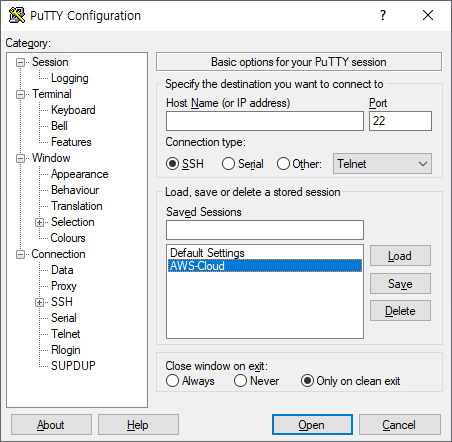 PuTTY Configuration
?
Category:
Session
Logging
Terminal
Keyboard
Bell
Features
Window
Appearance
Behaviour
Translation
Selection
Colours
Connection
Data
Proxy
SSH
Serial
Telnet
Rlogin
SUPDUP
Basic options for your PuTTY session
Specify the destination you want to connect to
Host Name (or IP address) Port
22
Connection type:
SSH Serial Other: Telnet
Load, save or delete a stored session
Saved Sessions
Default Settings
AWS-Cloud
Load
Save
Delete
Close window on exit:
Always Never Only on clean exit
About Help Open Cancel